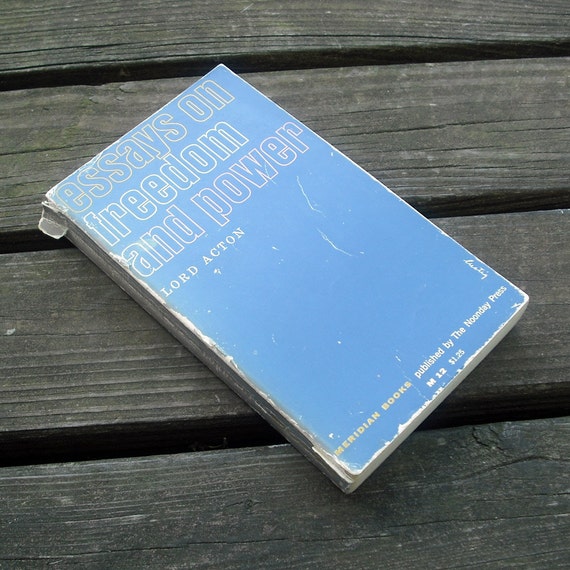 essays on
freedom
and power
LORD ACTON
MERIDIAN BOOKS published by The Noonday Press
M 12 $1.25